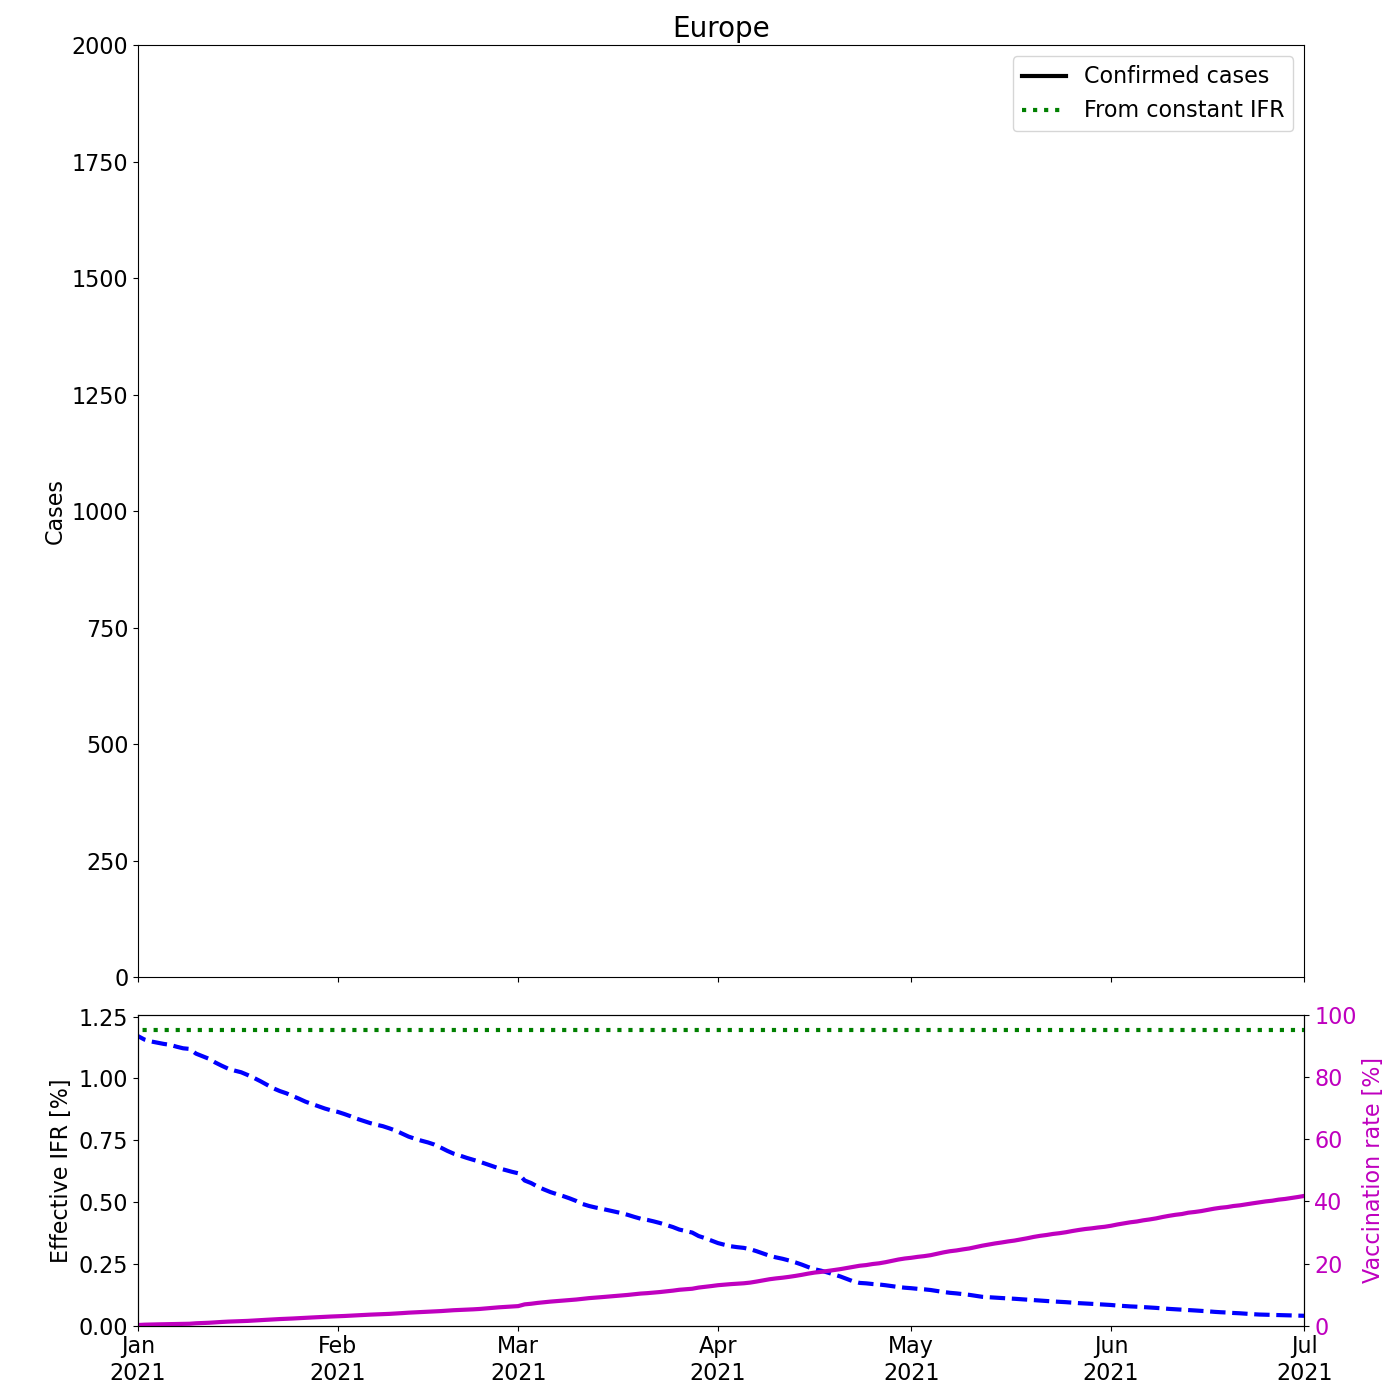 Europe
2000
1750
1500
1250
1000
750
500
250
0
Cases
Confirmed cases
From constant IFR
1.25
1.00
0.75
0.50
0.25
0.00
Effective IFR [%]
100
80
60
40
20
0
Vaccination rate [%]
Jan Feb Mar Apr May Jun Jul
2021 2021 2021 2021 2021 2021 2021